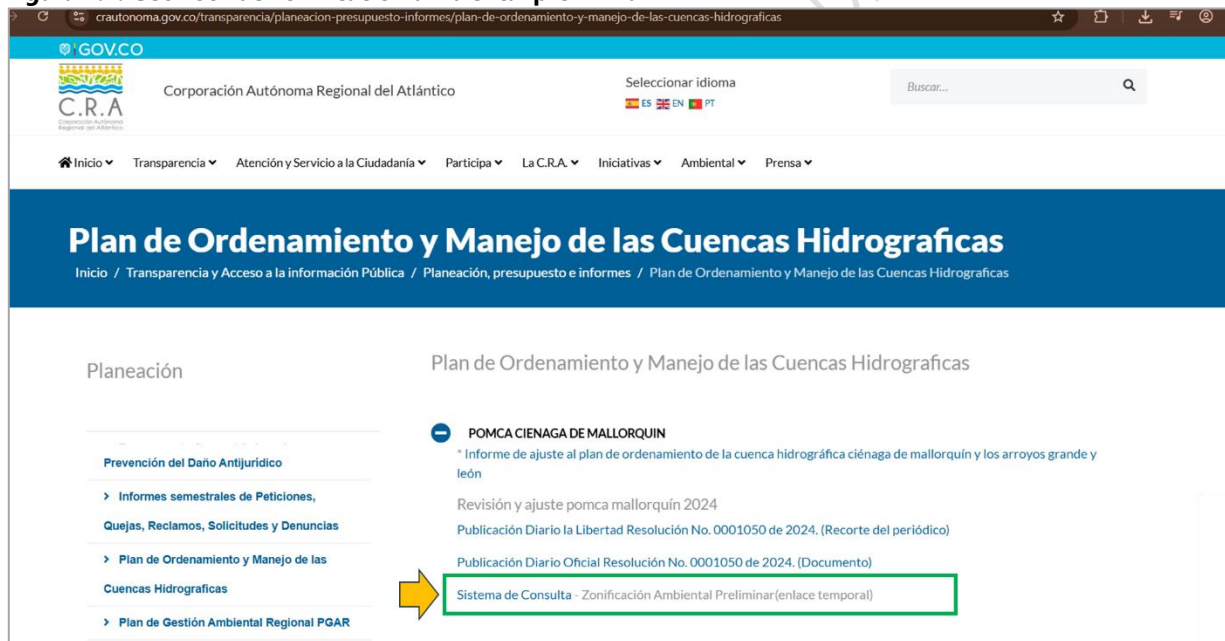 crautonoma.gov.co/transparencia/planeacion-presupuesto-informes/plan-de-ordenamiento-y-manejo-de-las-cuencas-hidrograficas
GOV.CO
C.R.A
Corporación Autónoma
Regional del Atlántico
Corporación Autónoma Regional del Atlántico
Seleccionar idioma
ES EN PT
Buscar...
Inicio Transparencia Atención y Servicio a la Ciudadanía Participa La C.R.A. Iniciativas Ambiental Prensa
Plan de Ordenamiento y Manejo de las Cuencas Hidrograficas
Inicio / Transparencia y Acceso a la información Pública / Planeación, presupuesto e informes / Plan de Ordenamiento y Manejo de las Cuencas Hidrograficas
Planeación
Prevención del Daño Antijurídico
> Informes semestrales de Peticiones,
Quejas, Reclamos, Solicitudes y Denuncias
> Plan de Ordenamiento y Manejo de las
Cuencas Hidrograficas
> Plan de Gestión Ambiental Regional PGAR
Plan de Ordenamiento y Manejo de las Cuencas Hidrograficas
POMCA CIENAGA DE MALLORQUIN
* Informe de ajuste al plan de ordenamiento de la cuenca hidrográfica ciénaga de mallorquín y los arroyos grande y
león
Revisión y ajuste pomca mallorquín 2024
Publicación Diario la Libertad Resolución No. 0001050 de 2024. (Recorte del periódico)
Publicación Diario Oficial Resolución No. 0001050 de 2024. (Documento)
Sistema de Consulta - Zonificación Ambiental Preliminar(enlace temporal)